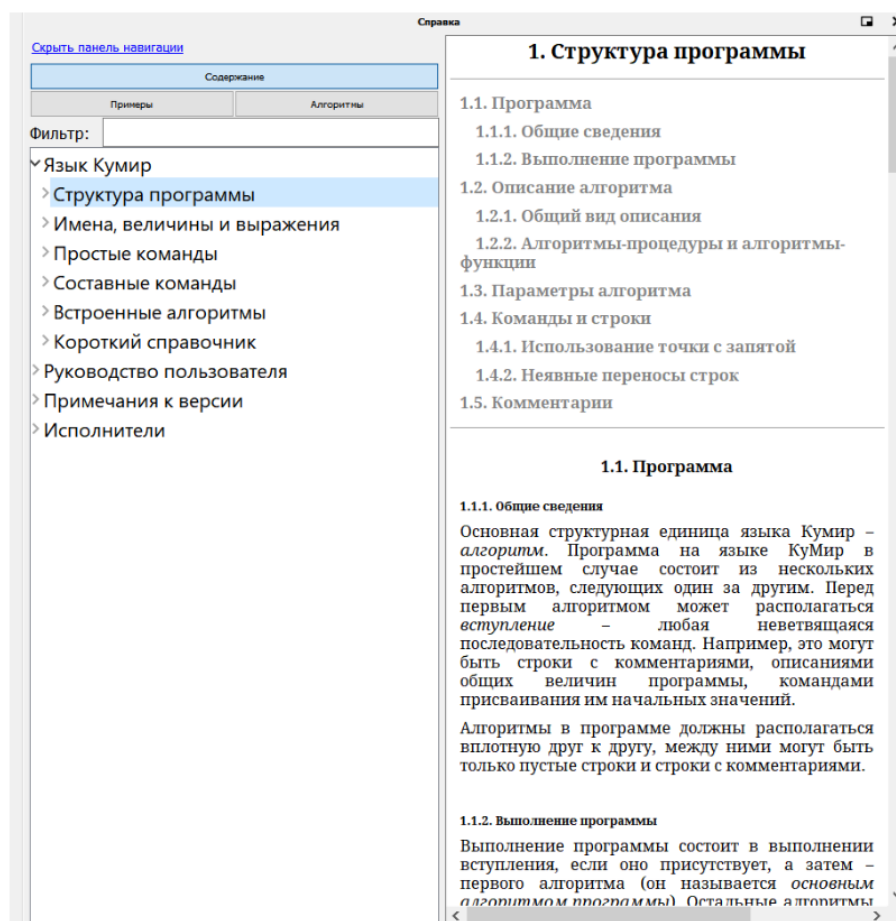 Справка
Скрыть панель навигации
Содержание
Примеры
Алгоритмы
Фильтр:
Язык Кумир
Структура программы
Имена, величины и выражения
Простые команды
Составные команды
Встроенные алгоритмы
Короткий справочник
Руководство пользователя
Примечания к версии
Исполнители
1. Структура программы
1.1. Программа
1.1.1. Общие сведения
1.1.2. Выполнение программы
1.2. Описание алгоритма
1.2.1. Общий вид описания
1.2.2. Алгоритмы-процедуры и алгоритмы-
функции
1.3. Параметры алгоритма
1.4. Команды и строки
1.4.1. Использование точки с запятой
1.4.2. Неявные переносы строк
1.5. Комментарии
1.1. Программа
1.1.1. Общие сведения
Основная структурная единица языка Кумир –
алгоритм. Программа на языке КуМир в
простейшем случае состоит из нескольких
алгоритмов, следующих один за другим. Перед
первым алгоритмом может располагаться
вступление – любая неветвящаяся
последовательность команд. Например, это могут
быть строки с комментариями, описаниями
общих величин программы, командами
присваивания им начальных значений.
Алгоритмы в программе должны располагаться
вплотную друг к другу, между ними могут быть
только пустые строки и строки с комментариями.
1.1.2. Выполнение программы
Выполнение программы состоит в выполнении
вступления, если оно присутствует, а затем –
первого алгоритма (он называется основным
алгоритмом программы). Остальные алгоритмы